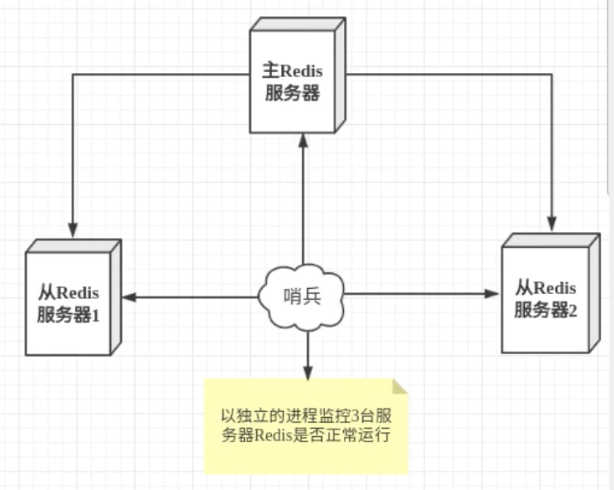 主Redis
服务器
从Redis
服务器1
哨兵
从Redis
服务器2
以独立的进程监控3台服
务器Redis是否正常运行